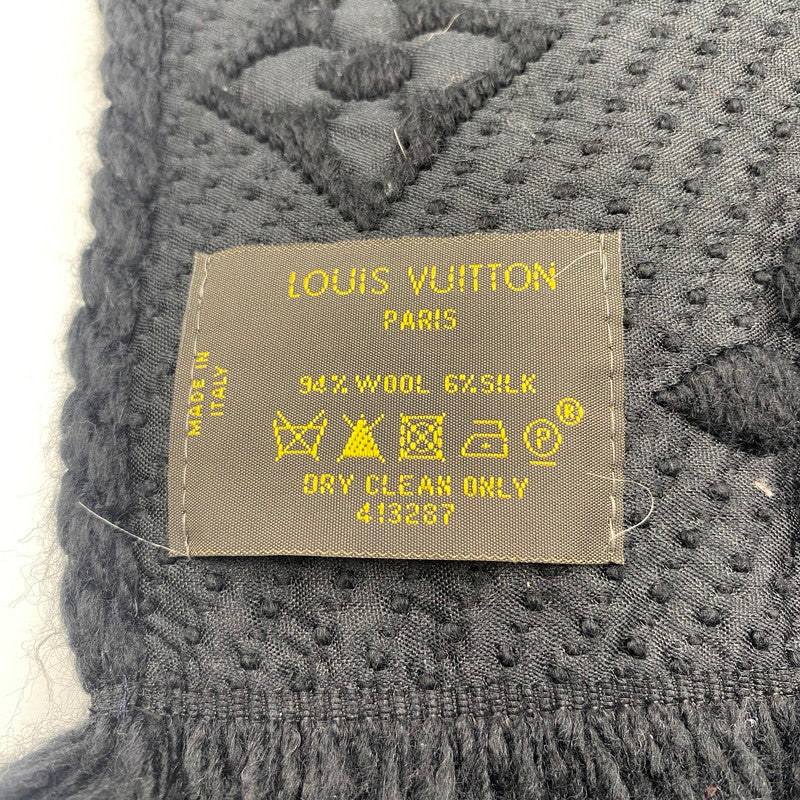 LOUIS VUITTON
PARIS
MADE IN
ITALY
94% WOOL 6% SILK
P®
DRY CLEAN ONLY
413287